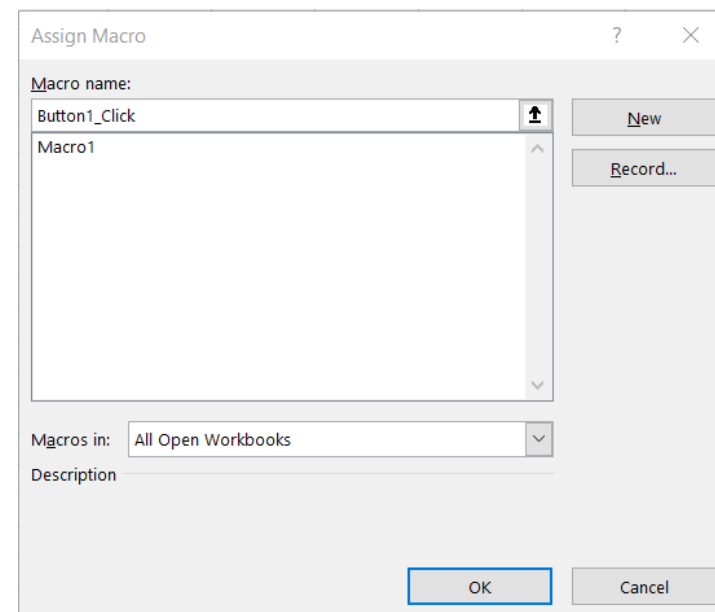 Assign Macro ?
Macro name:
Button1_Click
New
Macro1
Record...
Macros in: All Open Workbooks
Description
OK Cancel